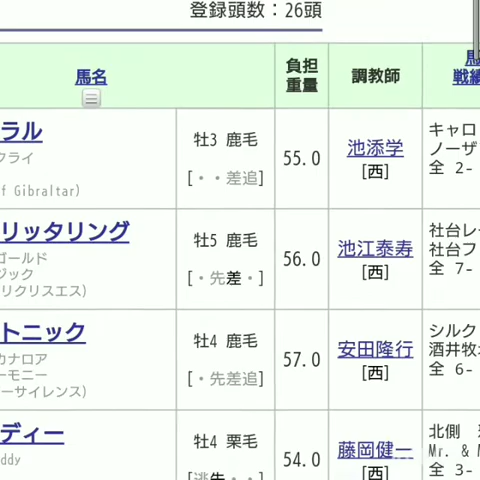 登録頭数：26頭
馬名
負担
重量
調教師
戦績
ラル
クライ
f Gibraltar)
牡3 鹿毛
[・・差追]
55.0
池添学
[西]
キャロ
ノーザ
全 2-
リッタリング
ゴールド
ジック
リクリスエス)
牡5 鹿毛
[・先差・]
56.0
池江泰寿
[西]
社台レ
社台フ
全 7-
トニック
カナロア
ーモニー
ーサイレンス)
牡4 鹿毛
[・先差追]
57.0
安田隆行
[西]
シルク
酒井牧
全 6-
ディー
ddy
牡4 栗毛
[逃先・・]
54.0
藤岡健一
[西]
北側
Mr. & M
全 3-